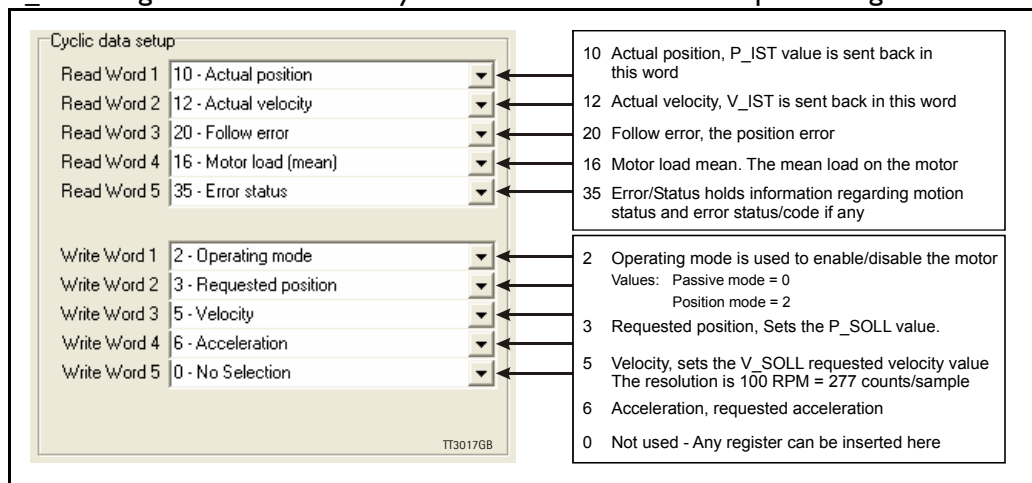 Cyclic data setup
Read Word 1 10 - Actual position
Read Word 2 12 - Actual velocity
Read Word 3 20 - Follow error
Read Word 4 16 - Motor load (mean)
Read Word 5 35 - Error status
Write Word 1 2 - Operating mode
Write Word 2 3 - Requested position
Write Word 3 5 - Velocity
Write Word 4 6 - Acceleration
Write Word 5 0 - No Selection
TT3017GB
10 Actual position, P_IST value is sent back in
this word
12 Actual velocity, V_IST is sent back in this word
20 Follow error, the position error
16 Motor load mean. The mean load on the motor
35 Error/Status holds information regarding motion
status and error status/code if any
2 Operating mode is used to enable/disable the motor
Values: Passive mode = 0
Position mode = 2
3 Requested position, Sets the P_SOLL value.
5 Velocity, sets the V_SOLL requested velocity value
The resolution is 100 RPM = 277 counts/sample
6 Acceleration, requested acceleration
0 Not used - Any register can be inserted here